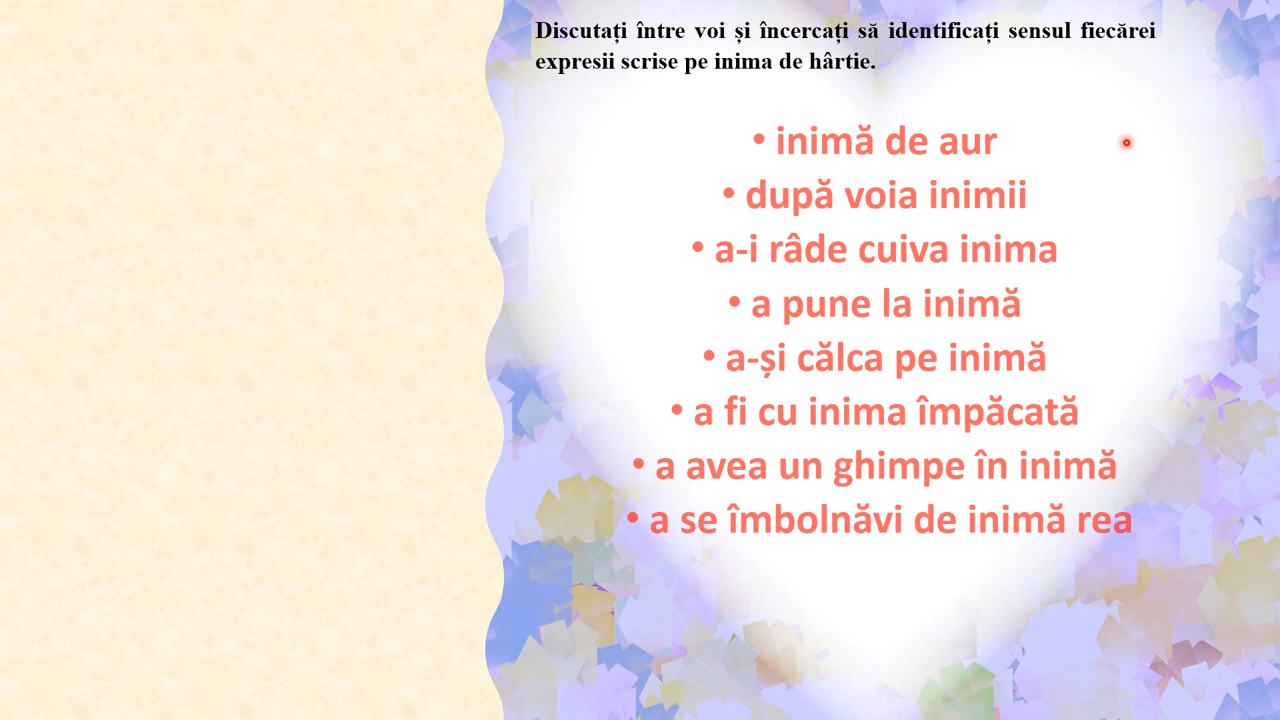 Discutați între voi și încercați să identificați sensul fiecărei
expresii scrise pe inima de hârtie.
• inimă de aur
• după voia inimii
• a-i râde cuiva inima
• a pune la inimă
• a-și călca pe inimă
• a fi cu inima împăcată
• a avea un ghimpe în inimă
• a se îmbolnăvi de inimă rea